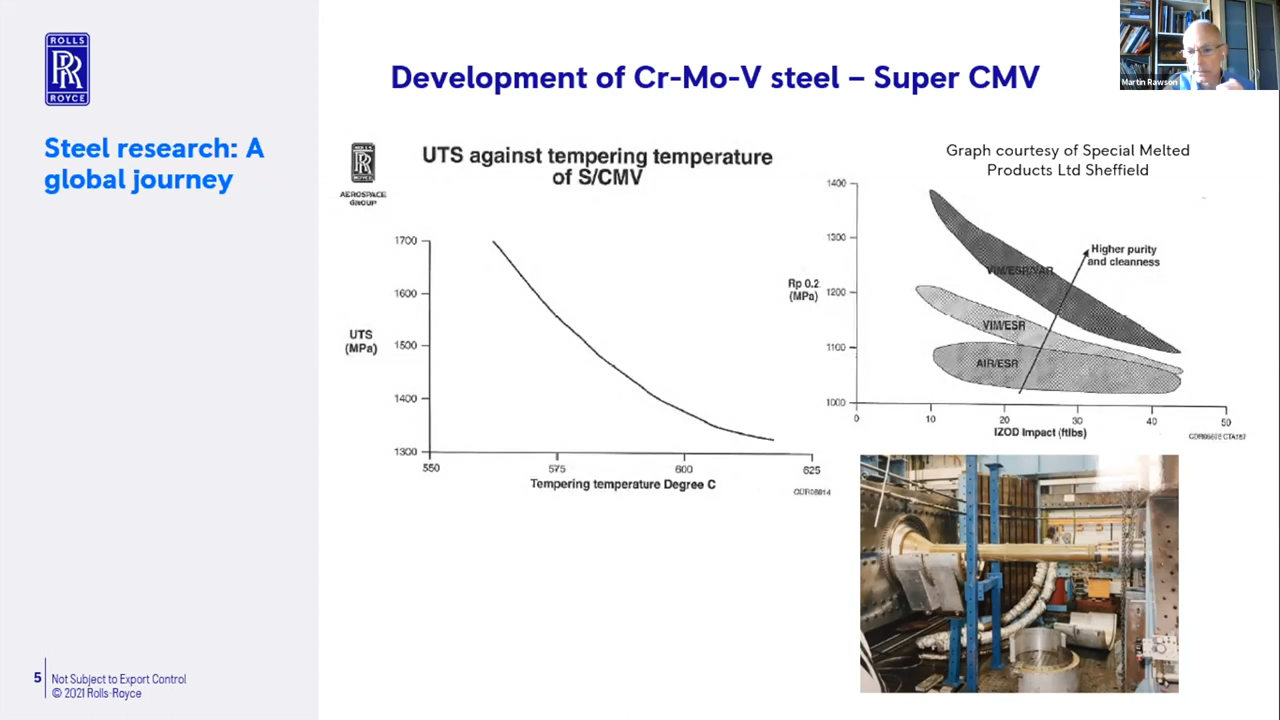 ROLLS
RR
ROYCE
Steel research: A
global journey
Development of Cr-Mo-V steel – Super CMV
Martin Rawson
ROLLS
RR
ROYCE
AEROSPACE
GROUP
UTS against tempering temperature
of S/CMV
1700
1600
1500
1400
1300
UTS
(MPa)
550
575
600
625
Tempering temperature Degree C
Graph courtesy of Special Melted
Products Ltd Sheffield
1400
1300
1200
1100
1000
Rp 0.2
(MPa)
Higher purity
and cleanness
VIM/ESR/VAR
VIM/ESR
AIR/ESR
0
10
20
30
40
50
IZOD Impact (ftlbs)
5
Not Subject to Export Control
© 2021 Rolls-Royce